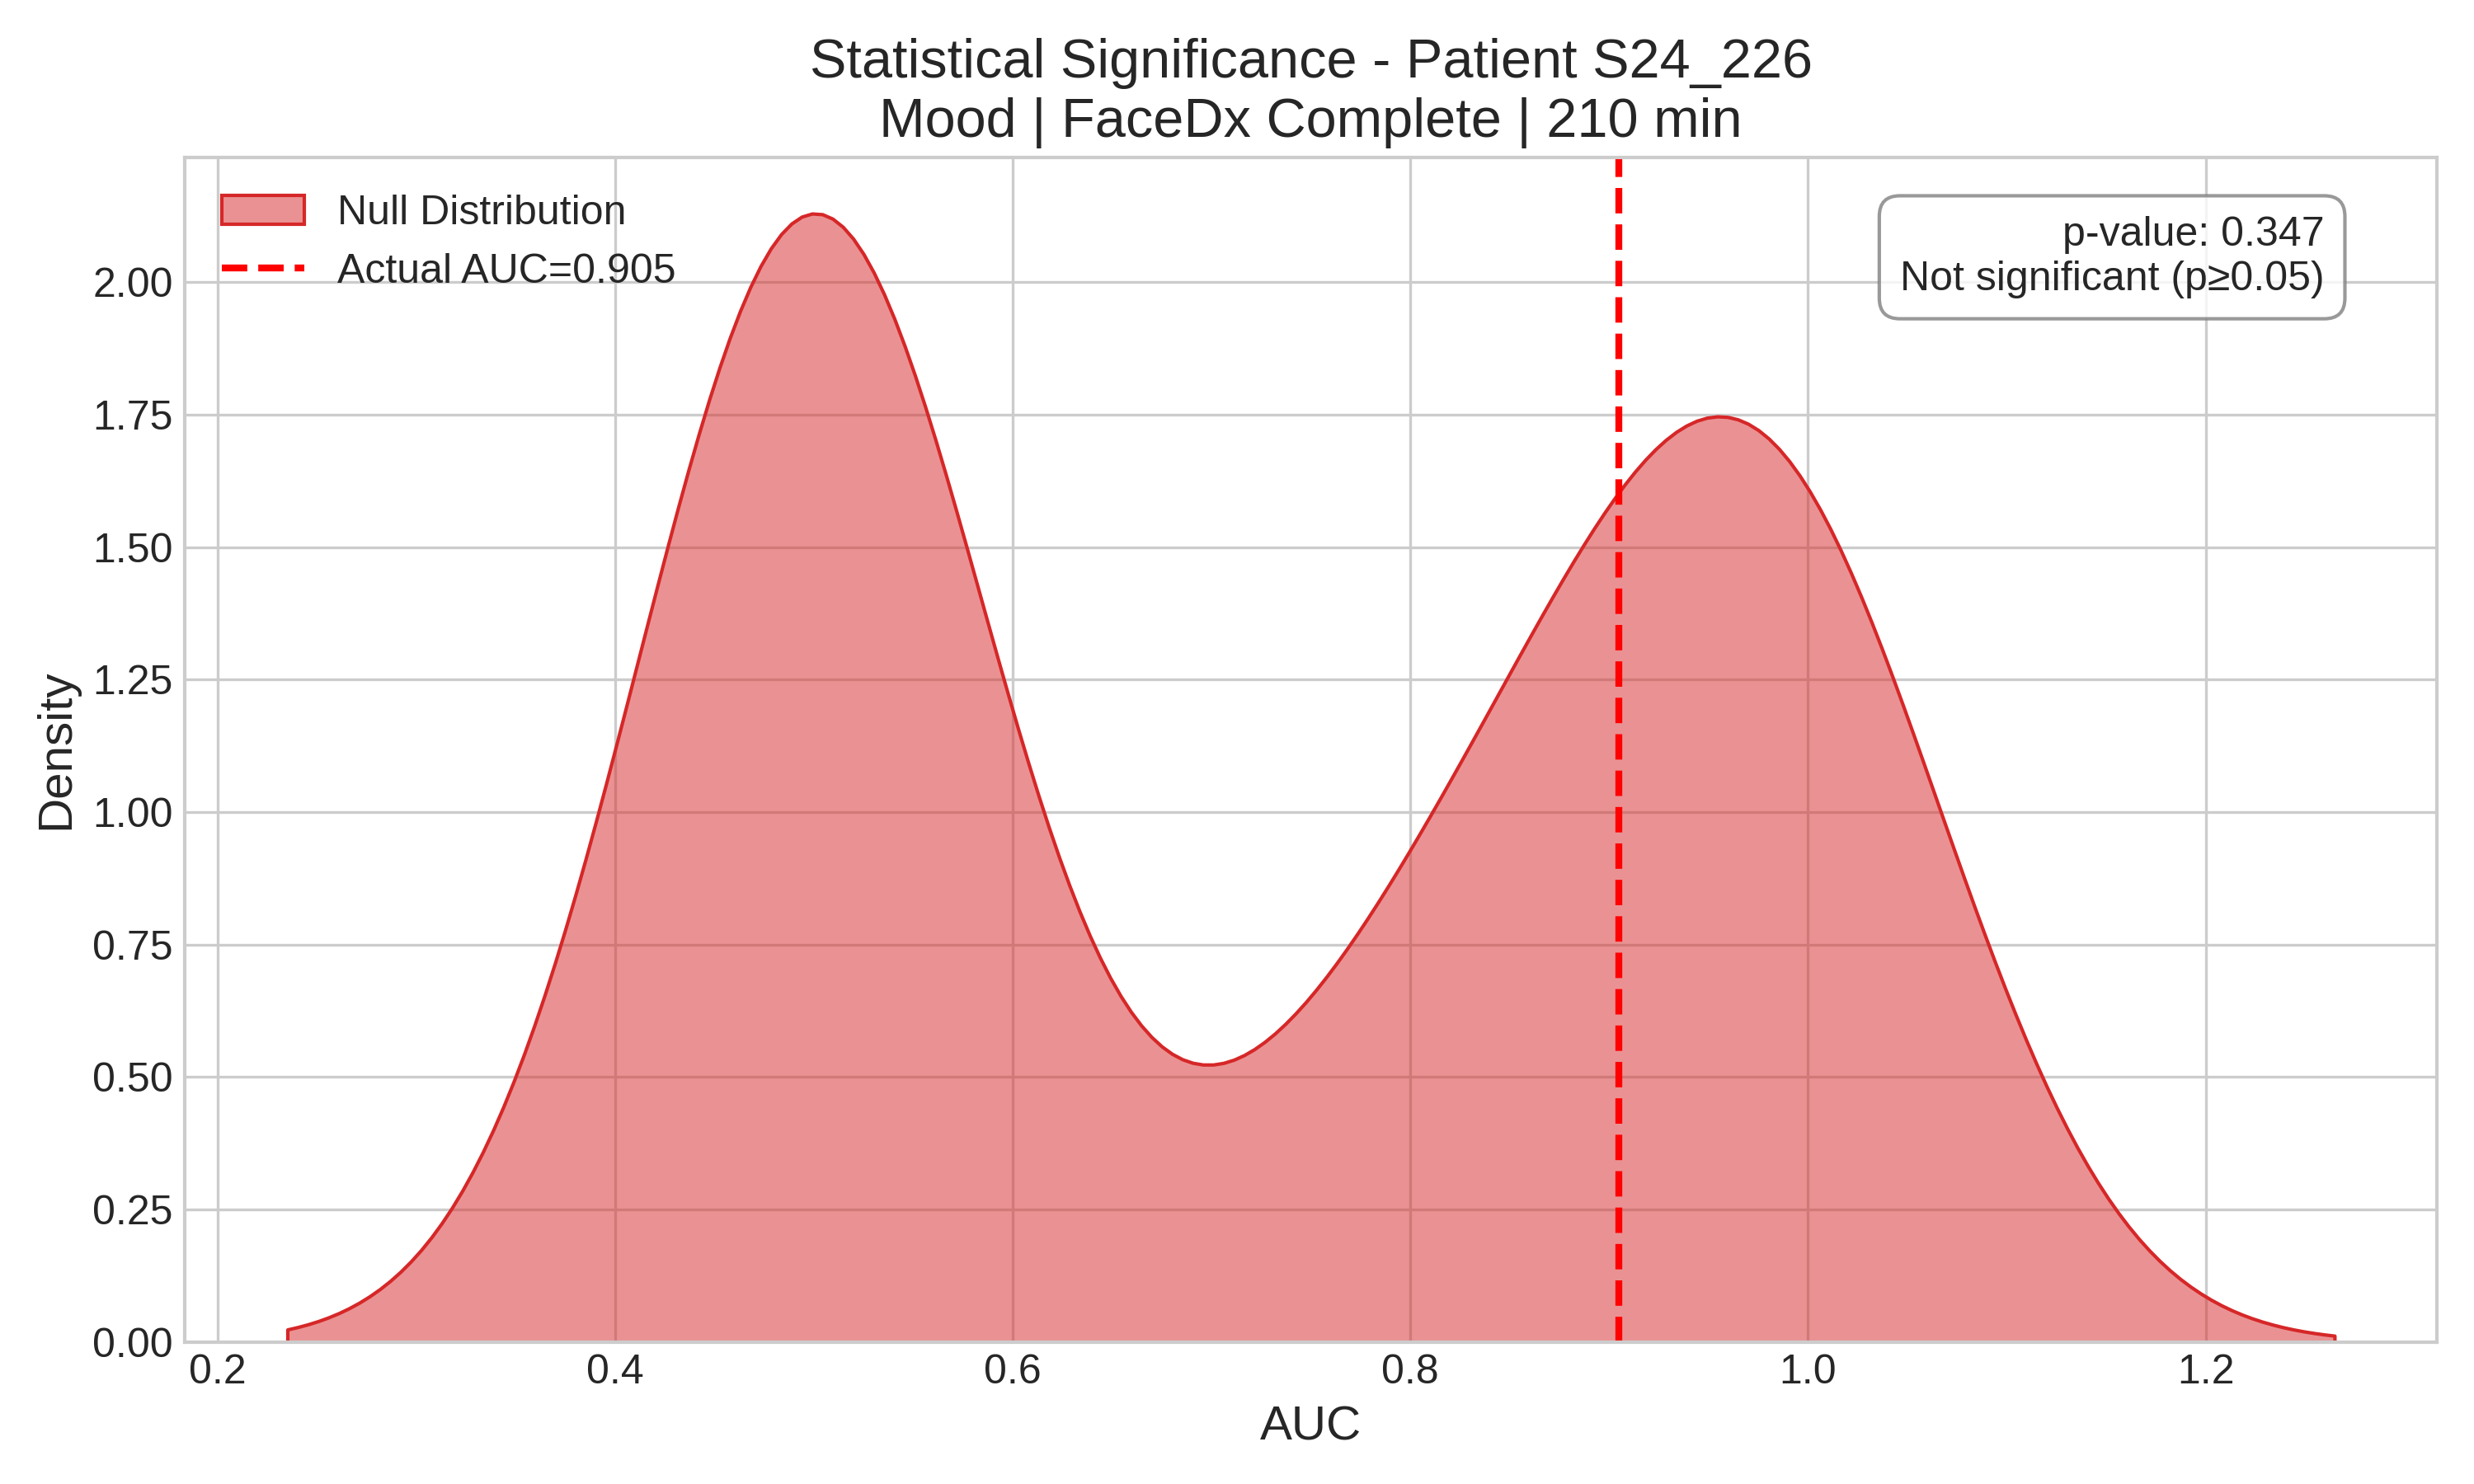 Statistical Significance - Patient S24_226
Mood | FaceDx Complete | 210 min
Null Distribution
Actual AUC=0.905
p-value: 0.347
Not significant (p≥0.05)
Density
2.00
1.75
1.50
1.25
1.00
0.75
0.50
0.25
0.00
0.2 0.4 0.6 0.8 1.0 1.2
AUC